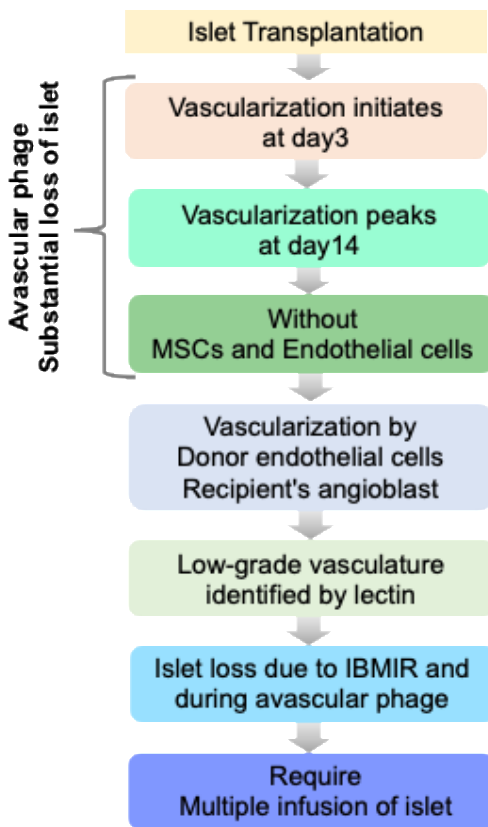 Islet Transplantation
Avascular phage
Substantial loss of islet
Vascularization initiates
at day3
Vascularization peaks
at day14
Without
MSCs and Endothelial cells
Vascularization by
Donor endothelial cells
Recipient's angioblast
Low-grade vasculature
identified by lectin
Islet loss due to IBMIR and
during avascular phage
Require
Multiple infusion of islet